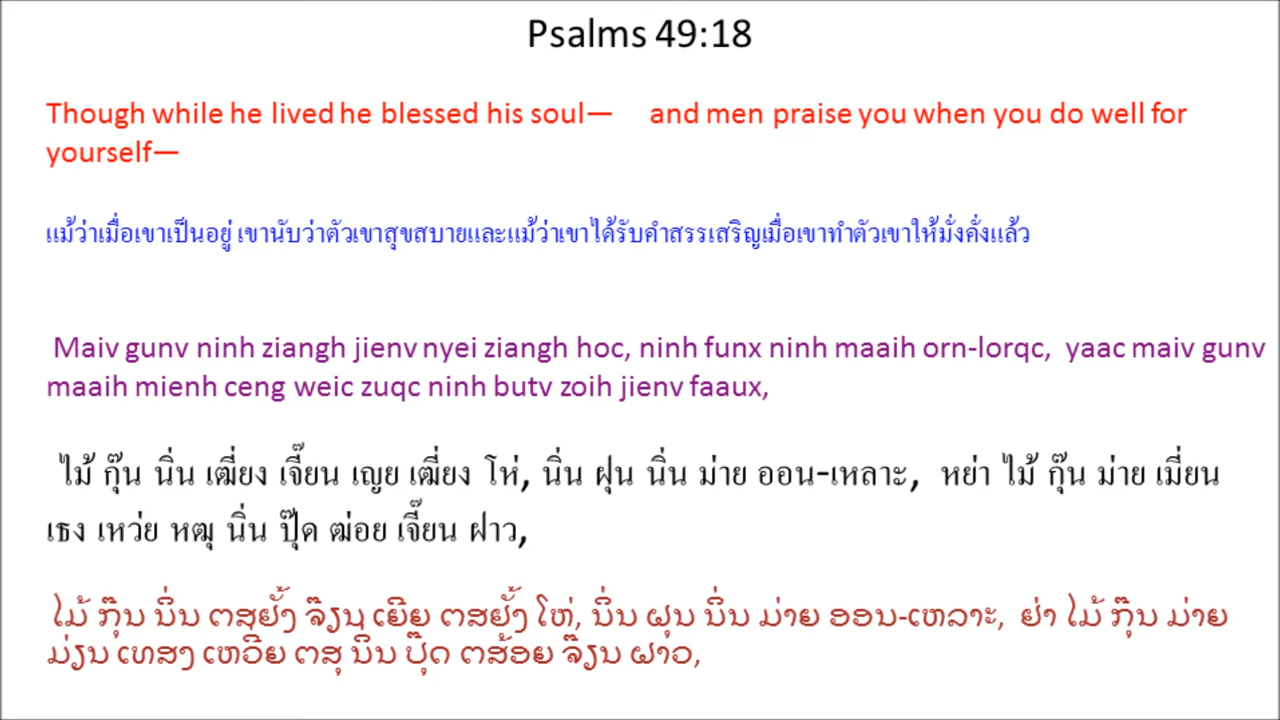 Psalms 49:18
Though while he lived he blessed his soul— and men praise you when you do well for
yourself—
แม้ว่าเมื่อเขาเป็นอยู่ เขานับว่าตัวเขาสุขสบายและแม้ว่าเขาได้รับคำสรรเสริญเมื่อเขาทำตัวเขาให้มั่งคั่งแล้ว
Maiv gunv ninh ziangh jienv nyei ziangh hoc, ninh funx ninh maaih orn-lorqc, yaac maiv gunv
maaih mienh ceng weic zuqc ninh butv zoih jienv faaux,
ไม้ กุ๊น นิ่น เฒี่ยง เจี๊ยน เญย เฒี่ยง โห่, นิ่น ฝุน นิ่น ม่าย ออน-เหลาะ, หย่า ไม้ กุ๊น ม่าย เมี่ยน
เธง เหว่ย หฒุ นิ่น ปุ๊ด ฒ่อย เจี๊ยน ฝาว,
ໄມ້ ກຸ໊ນ ນິ່ນ ຕສຢັ້ງ ຈ໊ຽນ ເຍີຍ ຕສຢັ້ງ ໂຫ່, ນິ່ນ ຝຸນ ນິ່ນ ມ່າຍ ອອນ-ເຫລາະ, ຢ່າ ໄມ້ ກຸ໊ນ ມ່າຍ
ມ່ຽນ ເທສງ ເຫວີຍ ຕສຸ ນິ່ນ ປຸ໊ດ ຕສ້ອຍ ຈ໊ຽນ ຝາວ,